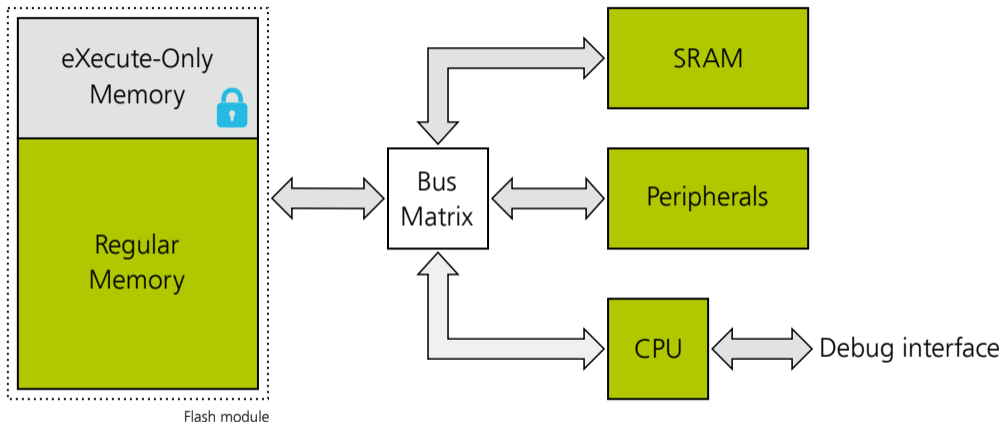 eXecute-Only
Memory
Regular
Memory
Flash module
Bus
Matrix
SRAM
Peripherals
CPU
Debug interface